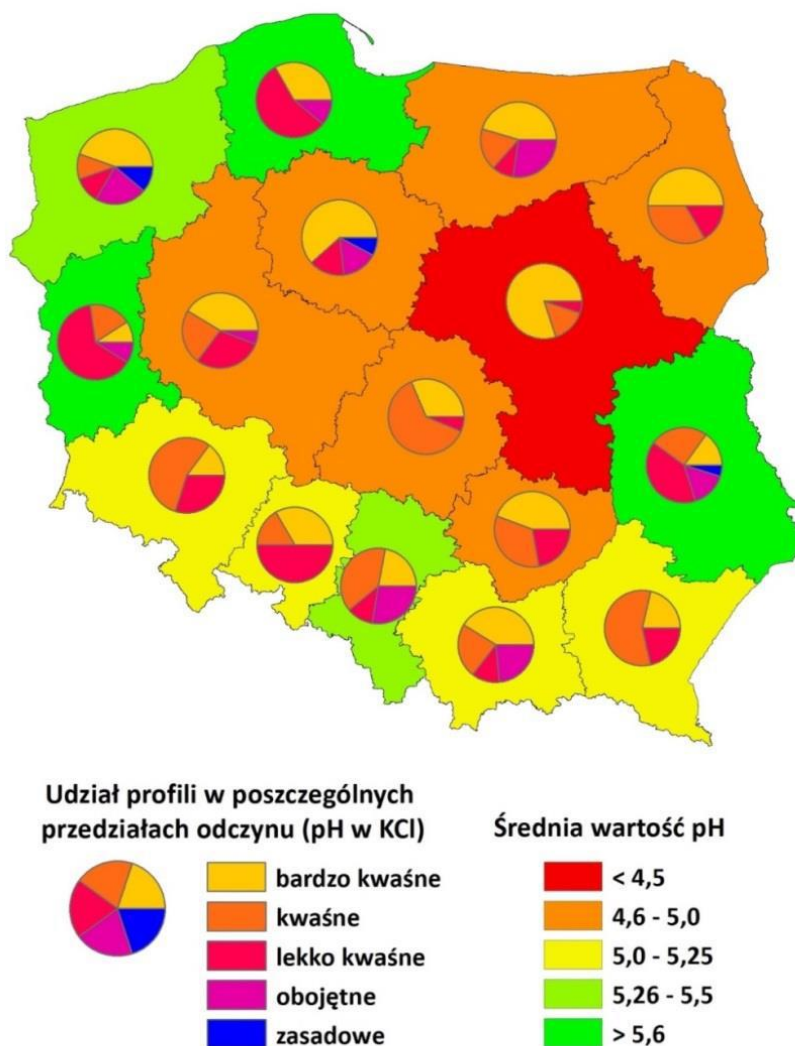 Udział profili w poszczególnych
przedziałach odczynu (pH w KCl)
bardzo kwaśne
kwaśne
lekko kwaśne
obojętne
zasadowe
Średnia wartość pH
< 4,5
4,6 - 5,0
5,0 - 5,25
5,26 - 5,5
> 5,6